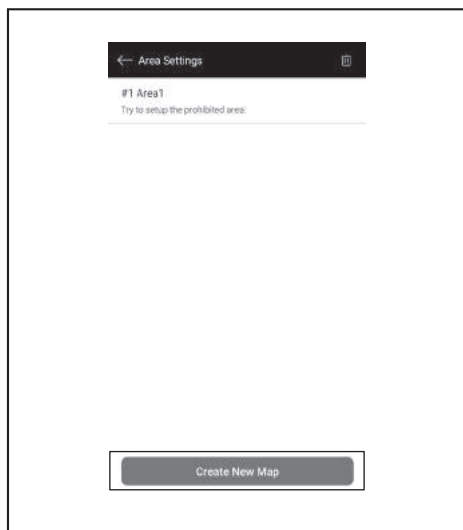 ← Area Settings
#1 Area1
Try to setup the prohibited area
Create New Map